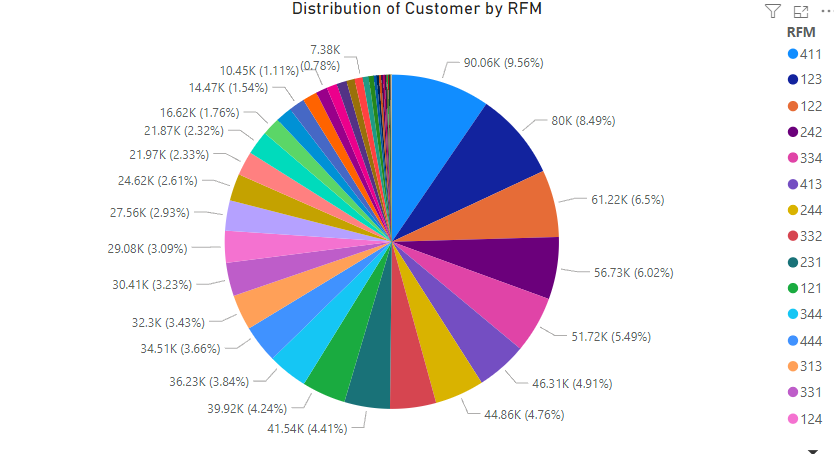 Distribution of Customer by RFM
RFM
411
123
122
242
334
413
244
332
231
121
344
444
313
331
124
90.06K (9.56%)
80K (8.49%)
61.22K (6.5%)
56.73K (6.02%)
51.72K (5.49%)
46.31K (4.91%)
44.86K (4.76%)
41.54K (4.41%)
39.92K (4.24%)
36.23K (3.84%)
34.51K (3.66%)
32.3K (3.43%)
30.41K (3.23%)
29.08K (3.09%)
27.56K (2.93%)
24.62K (2.61%)
21.97K (2.33%)
21.87K (2.32%)
16.62K (1.76%)
14.47K (1.54%)
10.45K (1.11%)
7.38K
(0.78%)